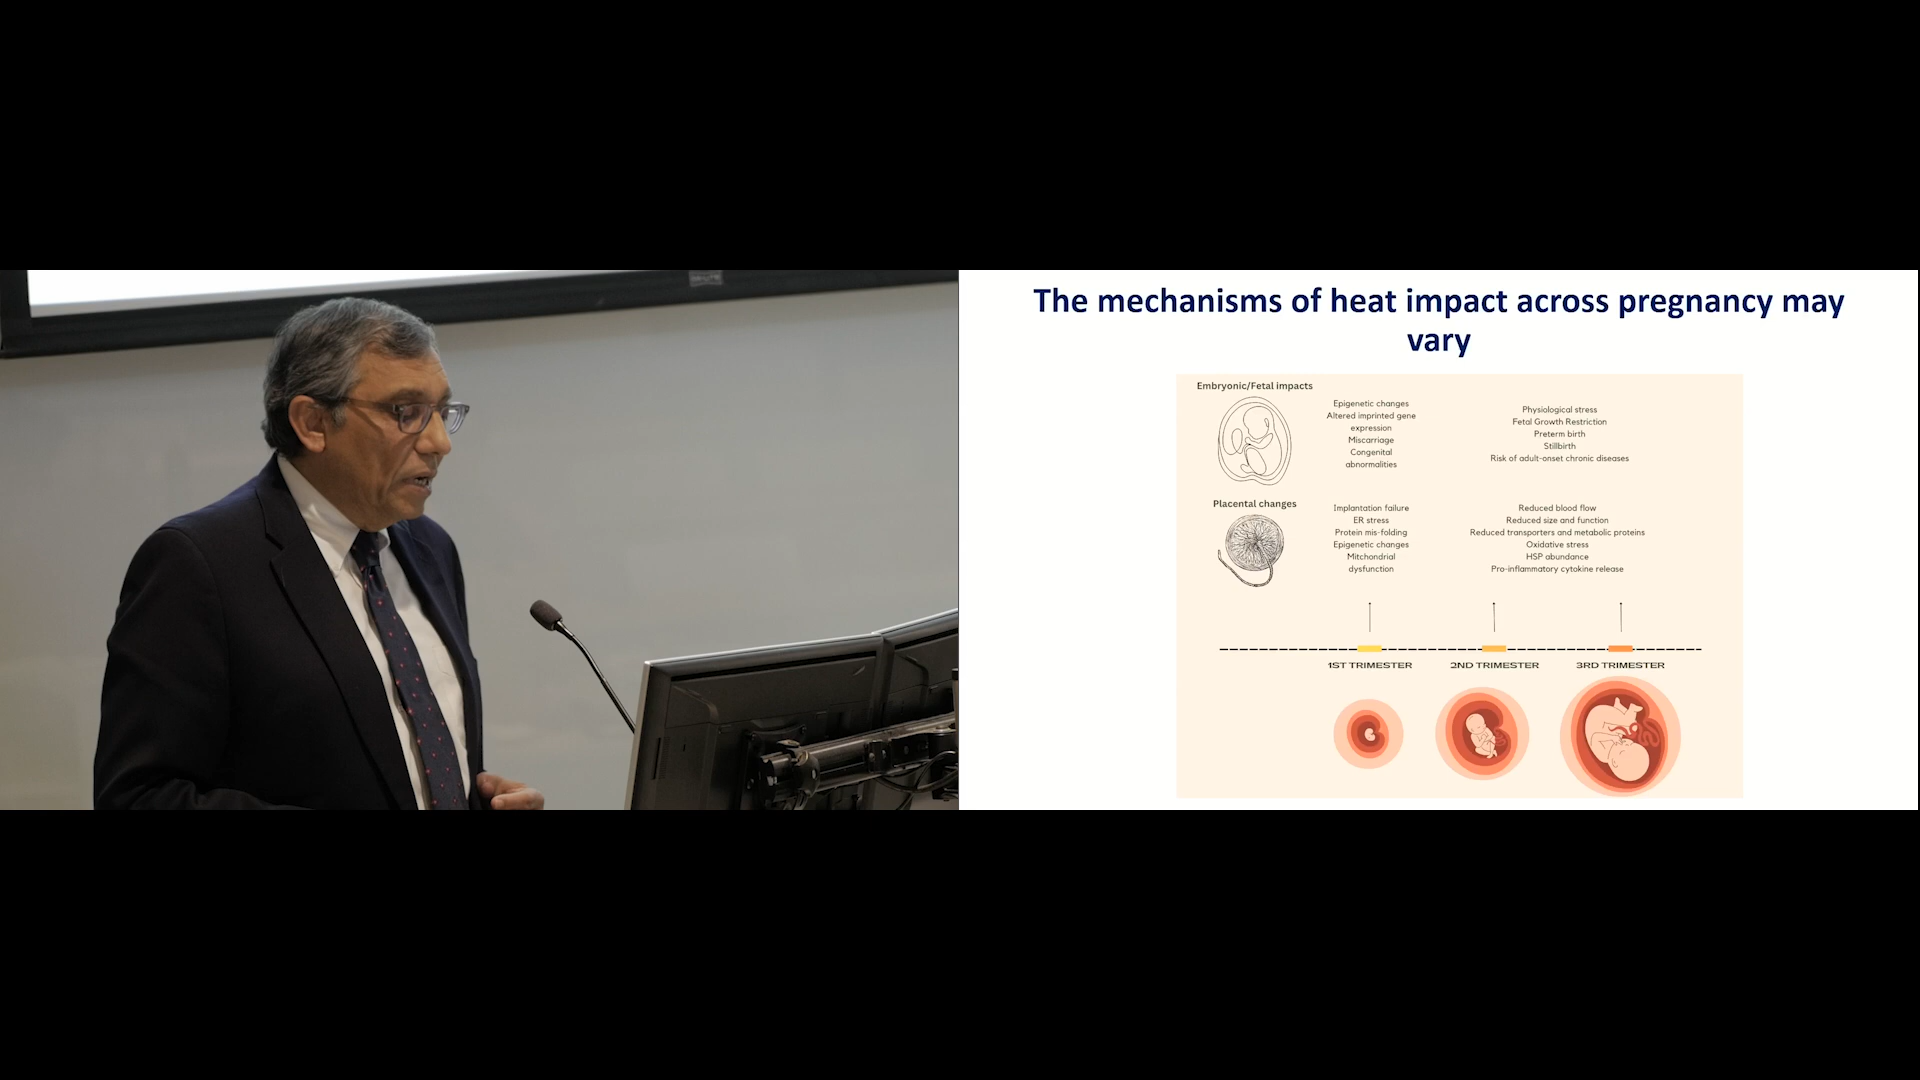 The mechanisms of heat impact across pregnancy may
vary
Embryonic/Fetal impacts
Epigenetic changes
Altered imprinted gene
expression
Miscarriage
Congenital
abnormalities
Physiological stress
Fetal Growth Restriction
Preterm birth
Stillbirth
Risk of adult-onset chronic diseases
Placental changes
Implantation failure
ER stress
Protein mis-folding
Epigenetic changes
Mitchondrial
dysfunction
Reduced blood flow
Reduced size and function
Reduced transporters and metabolic proteins
Oxidative stress
HSP abundance
Pro-inflammatory cytokine release
1ST TRIMESTER
2ND TRIMESTER
3RD TRIMESTER